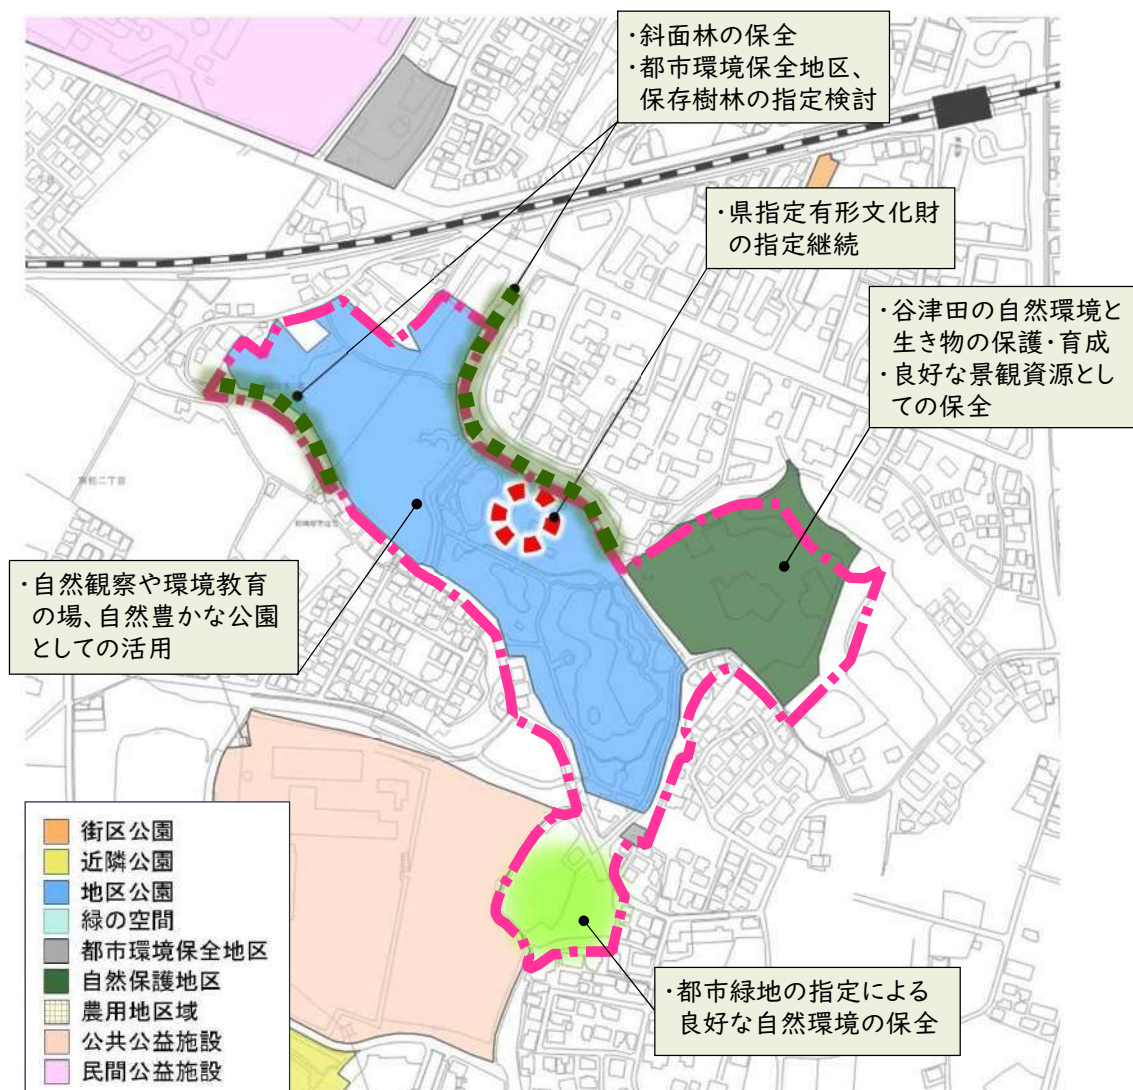 ・斜面林の保全
・都市環境保全地区、
保存樹林の指定検討
・県指定有形文化財
の指定継続
・谷津田の自然環境と
生き物の保護・育成
・良好な景観資源とし
ての保全
・自然観察や環境教育
の場、自然豊かな公園
としての活用
街区公園
近隣公園
地区公園
緑の空間
都市環境保全地区
自然保護地区
農用地区域
公共公益施設
民間公益施設
・都市緑地の指定による
良好な自然環境の保全